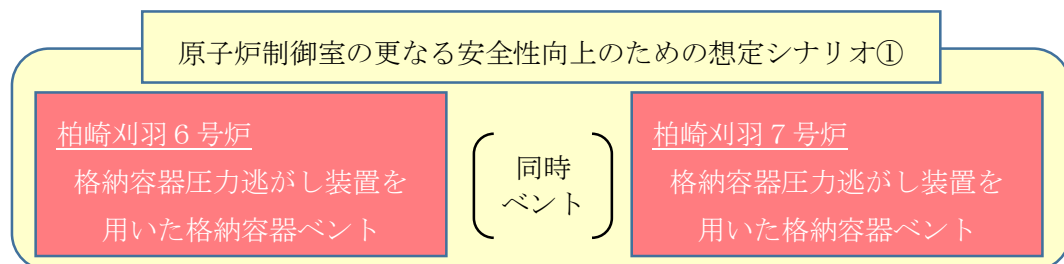 原子炉制御室の更なる安全性向上のための想定シナリオ①
柏崎刈羽６号炉
格納容器圧力逃がし装置を
用いた格納容器ベント
同時
ベント
柏崎刈羽７号炉
格納容器圧力逃がし装置を
用いた格納容器ベント